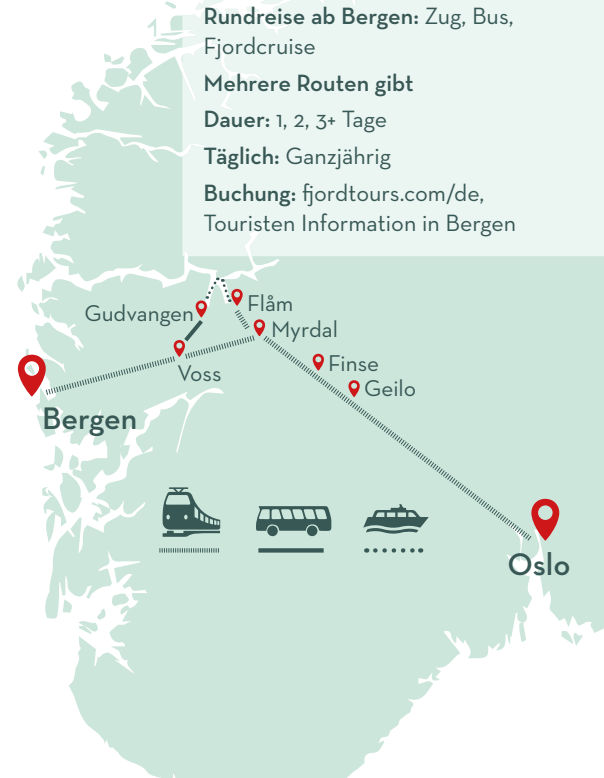 Rundreise ab Bergen: Zug, Bus,
Fjordcruise
Mehrere Routen gibt
Dauer: 1, 2, 3+ Tage
Täglich: Ganzjährig
Buchung: fjordtours.com/de,
Touristen Information in Bergen
Flåm
Gudvangen
Myrdal
Voss
Finse
Geilo
Bergen
Oslo